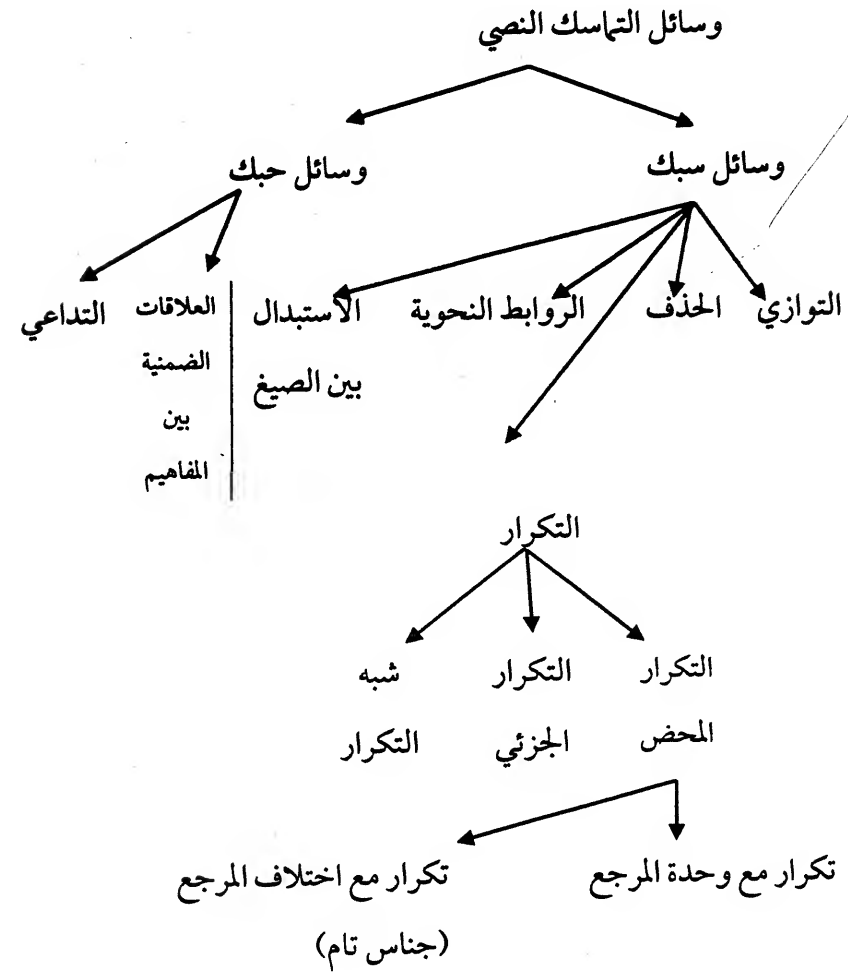 وسائل التماسك النصي
وسائل سبك
وسائل حبك
التوازي
الحذف
الروابط النحوية
الاستبدال
بين الصيغ
العلاقات
الضمنية
بين
المفاهيم
التداعي
التكرار
التكرار
المحض
التكرار
الجزئي
شبه
التكرار
تكرار مع وحدة المرجع
تكرار مع اختلاف المرجع
(جناس تام)